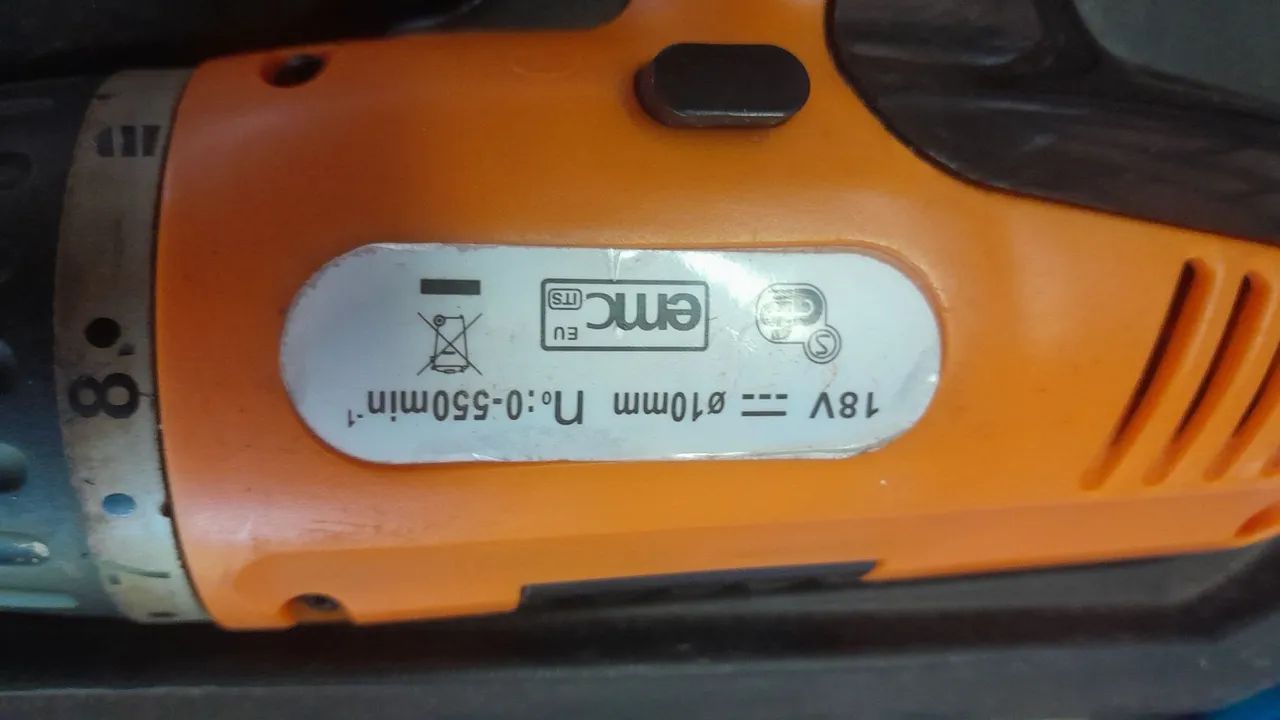 18V ⎓ ø10mm n₀:0-550min⁻¹
S
emc
EU
ITS
8